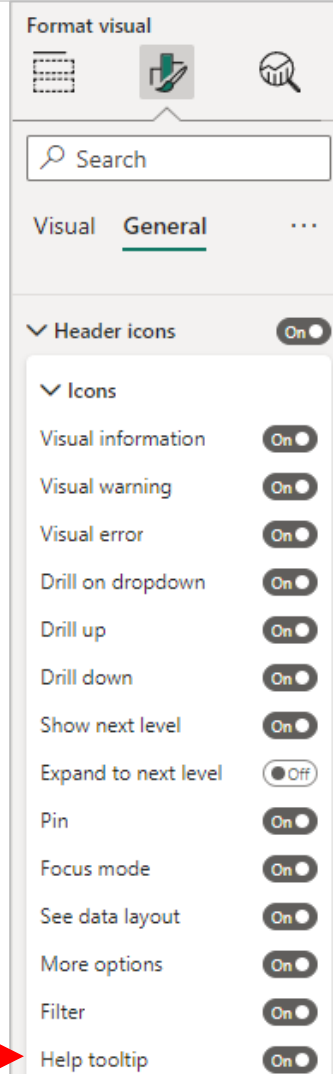 Format visual
Search
Visual General ...
Header icons On
Icons
Visual information On
Visual warning On
Visual error On
Drill on dropdown On
Drill up On
Drill down On
Show next level On
Expand to next level Off
Pin On
Focus mode On
See data layout On
More options On
Filter On
Help tooltip On